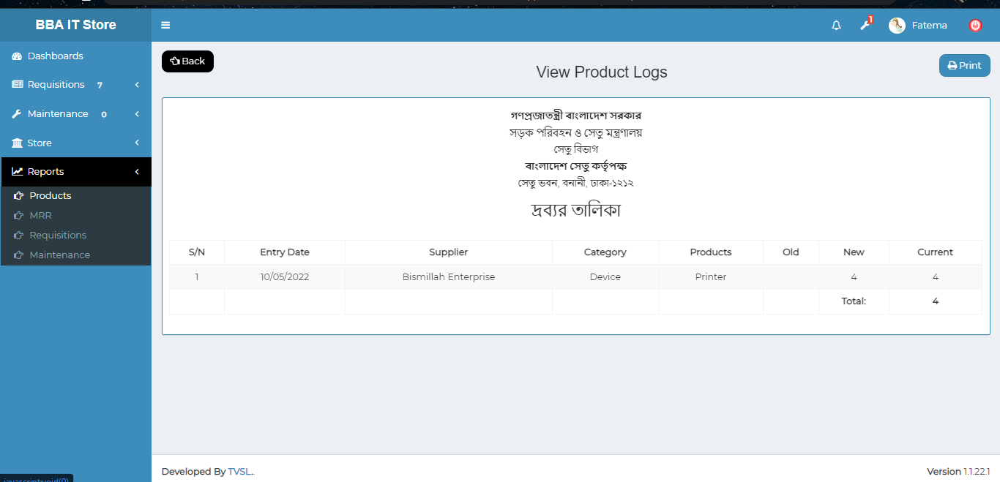 BBA IT Store
1
Fatema
Dashboards
Requisitions 7
Maintenance 0
Store
Reports
Products
MRR
Requisitions
Maintenance
Back
View Product Logs
Print
গণপ্রজাতন্ত্রী বাংলাদেশ সরকার
সড়ক পরিবহন ও সেতু মন্ত্রণালয়
সেতু বিভাগ
বাংলাদেশ সেতু কর্তৃপক্ষ
সেতু ভবন, বনানী, ঢাকা-১২১২
দ্রব্যর তালিকা
S/N Entry Date Supplier Category Products Old New Current
1 10/05/2022 Bismillah Enterprise Device Printer 4 4
Total: 4
Developed By TVSL..
Version 1.1.22.1
javascript:void(0)